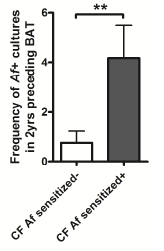 **
Frequency of Af+ cultures
in 2yrs preceding BAT
6
4
2
0
CF Af sensitized-
CF Af sensitized+